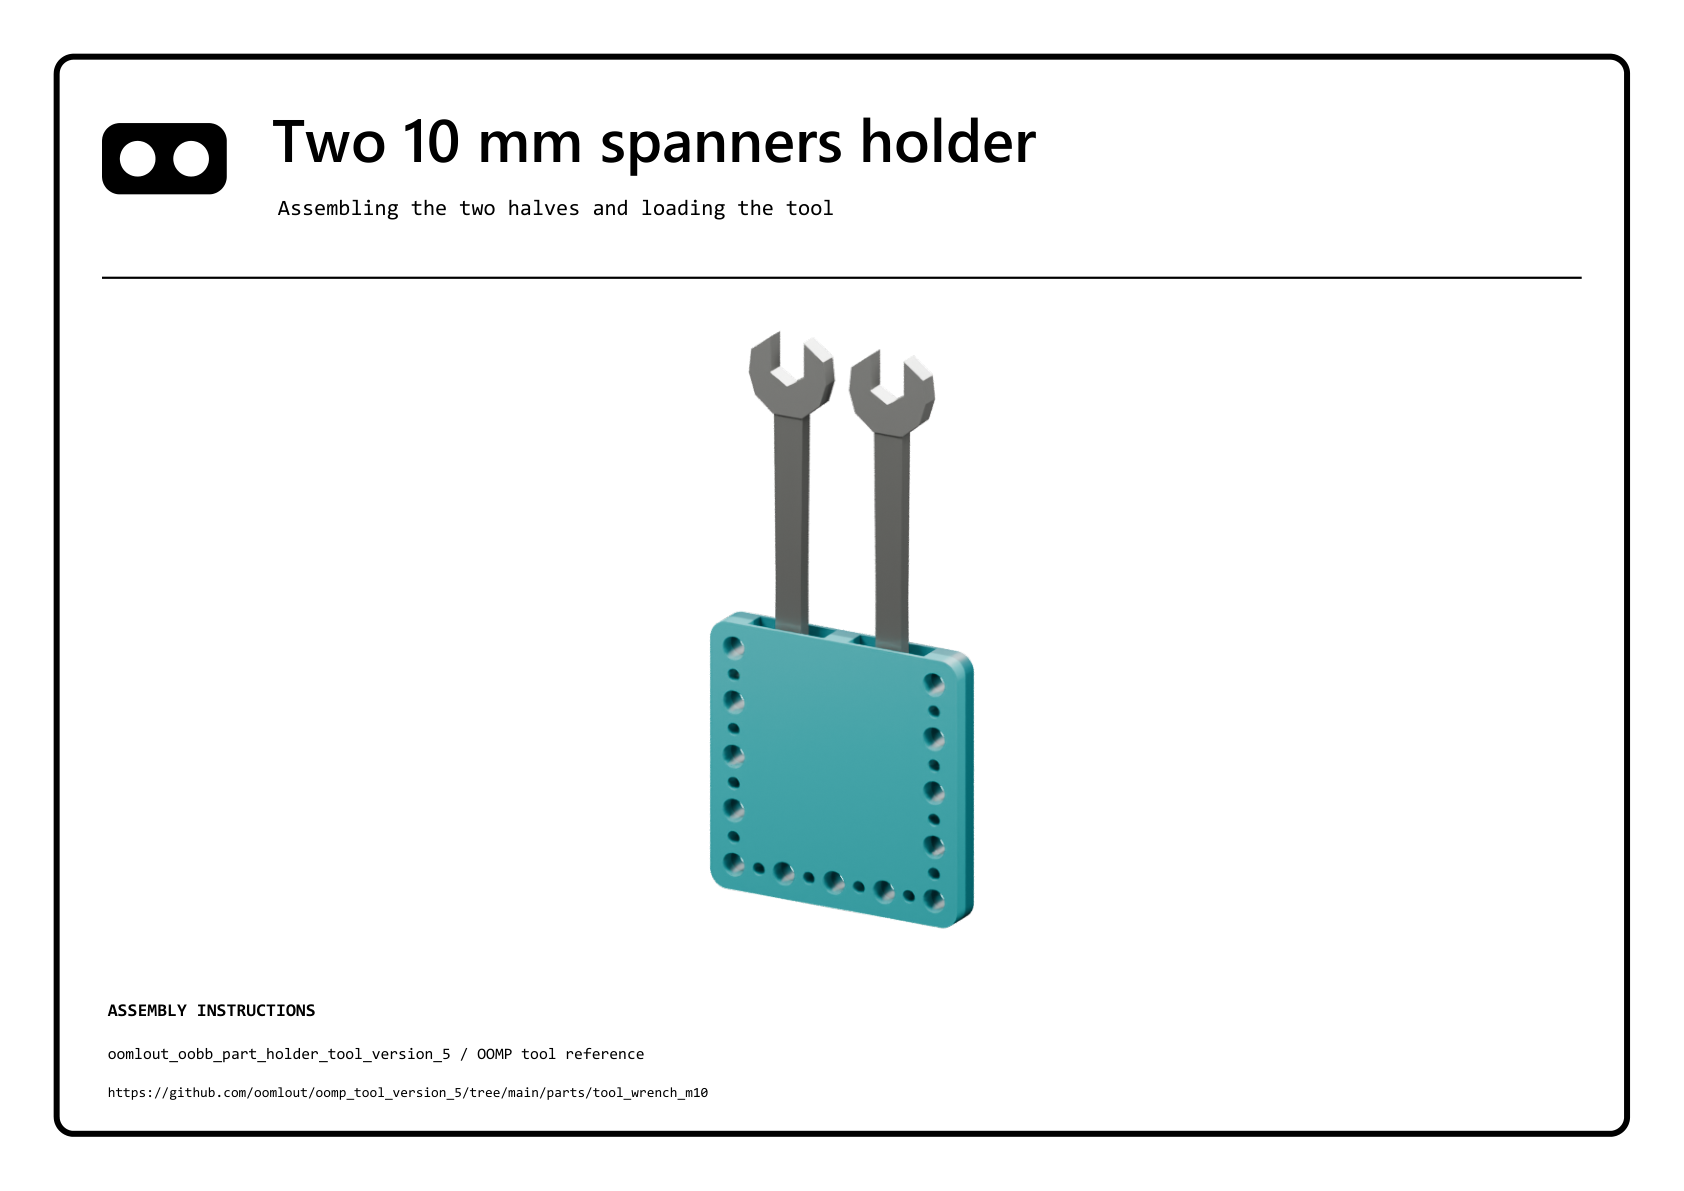 Two 10 mm spanners holder
Assembling the two halves and loading the tool
ASSEMBLY INSTRUCTIONS
oomlout_oobb_part_holder_tool_version_5 / OOMP tool reference
https://github.com/oomlout/oomp_tool_version_5/tree/main/parts/tool_wrench_m10